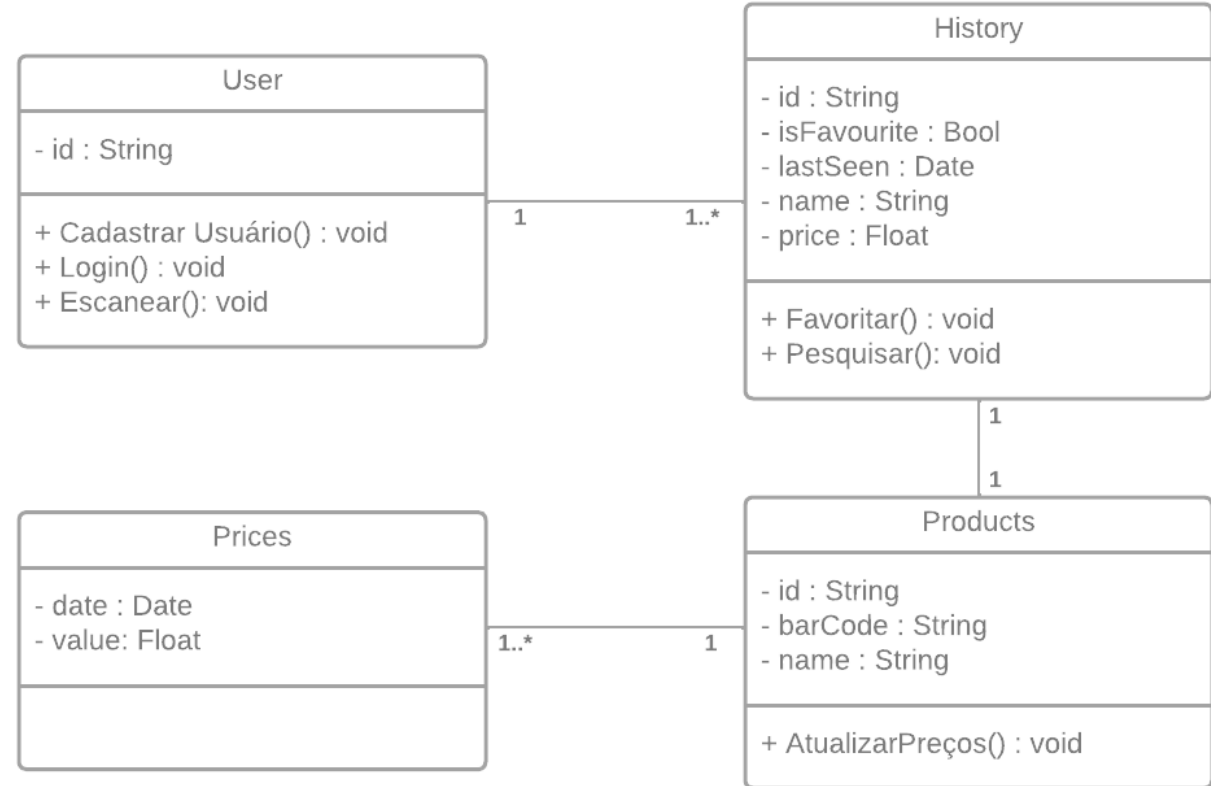 User
- id : String
+ Cadastrar Usuário() : void
+ Login() : void
+ Escanear(): void
1
1..*
History
- id : String
- isFavourite : Bool
- lastSeen : Date
- name : String
- price : Float
+ Favoritar() : void
+ Pesquisar(): void
1
1
Prices
- date : Date
- value: Float
1..*
1
Products
- id : String
- barCode : String
- name : String
+ AtualizarPreços() : void